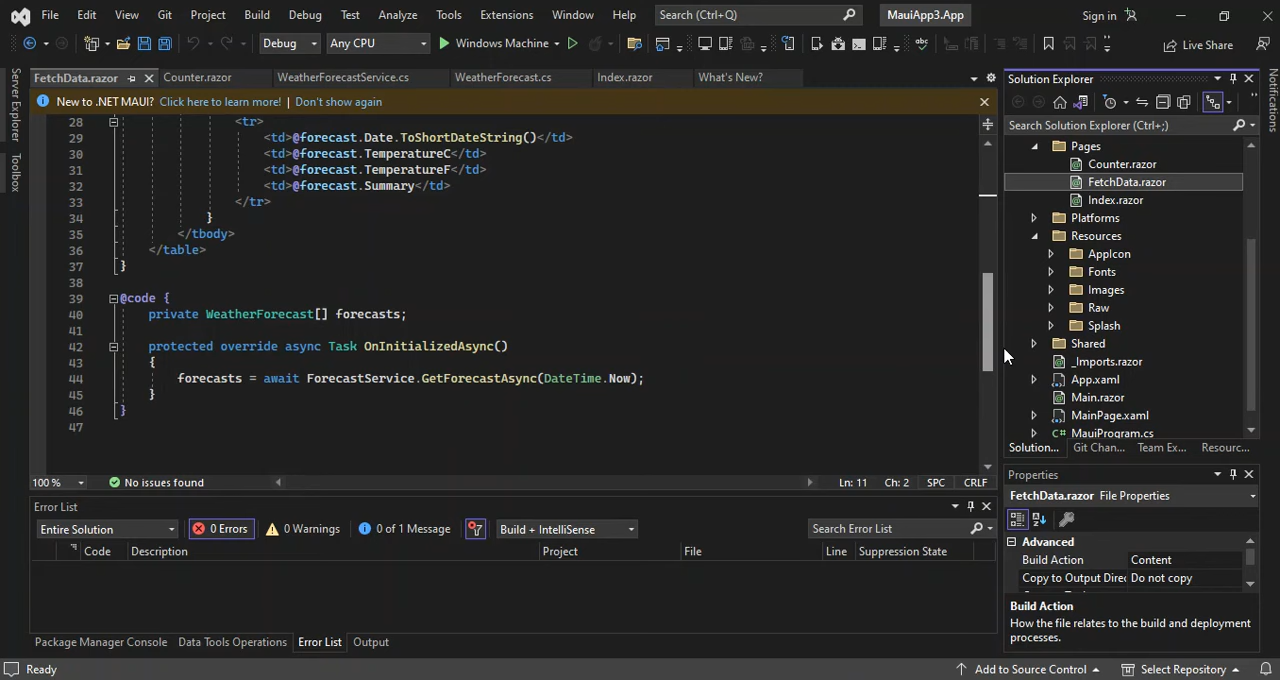 File Edit View Git Project Build Debug Test Analyze Tools Extensions Window Help Search (Ctrl+Q) MauiApp3.App Sign in
Debug Any CPU Windows Machine Live Share
Server Explorer
Toolbox
FetchData.razor Counter.razor WeatherForecastService.cs WeatherForecast.cs Index.razor What's New?
New to .NET MAUI? Click here to learn more! | Don't show again
28 <tr>
29 <td>@forecast.Date.ToShortDateString()</td>
30 <td>@forecast.TemperatureC</td>
31 <td>@forecast.TemperatureF</td>
32 <td>@forecast.Summary</td>
33 </tr>
34 }
35 </tbody>
36 </table>
37 }
38
39 @code {
40 private WeatherForecast[] forecasts;
41
42 protected override async Task OnInitializedAsync()
43 {
44 forecasts = await ForecastService.GetForecastAsync(DateTime.Now);
45 }
46 }
47
100 % No issues found Ln: 11 Ch: 2 SPC CRLF
Error List
Entire Solution 0 Errors 0 Warnings 0 of 1 Message Build + IntelliSense Search Error List
Code Description Project File Line Suppression State
Package Manager Console Data Tools Operations Error List Output
Solution Explorer
Search Solution Explorer (Ctrl+;)
Pages
Counter.razor
FetchData.razor
Index.razor
Platforms
Resources
AppIcon
Fonts
Images
Raw
Splash
Shared
_Imports.razor
App.xaml
Main.razor
MainPage.xaml
C# MauiProgram.cs
Solution... Git Chan... Team Ex... Resourc...
Properties
FetchData.razor File Properties
Advanced
Build Action Content
Copy to Output Direc Do not copy
Build Action
How the file relates to the build and deployment
processes.
Notifications
Ready Add to Source Control Select Repository